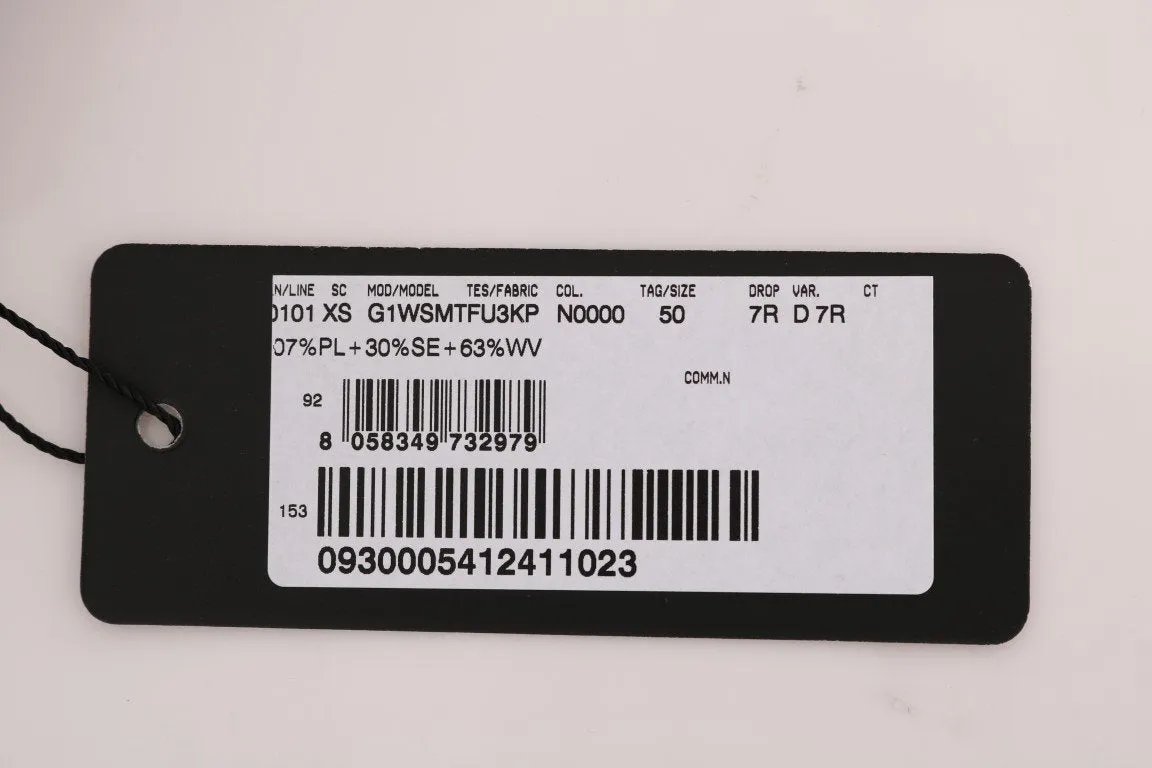 N/LINE SC MOD/MODEL TES/FABRIC COL. TAG/SIZE DROP VAR. CT
0101 XS G1WSMTFU3KP N0000 50 7R D 7R
07%PL+30%SE+63%WV
COMM.N
92
8 058349 732979
153
0930005412411023